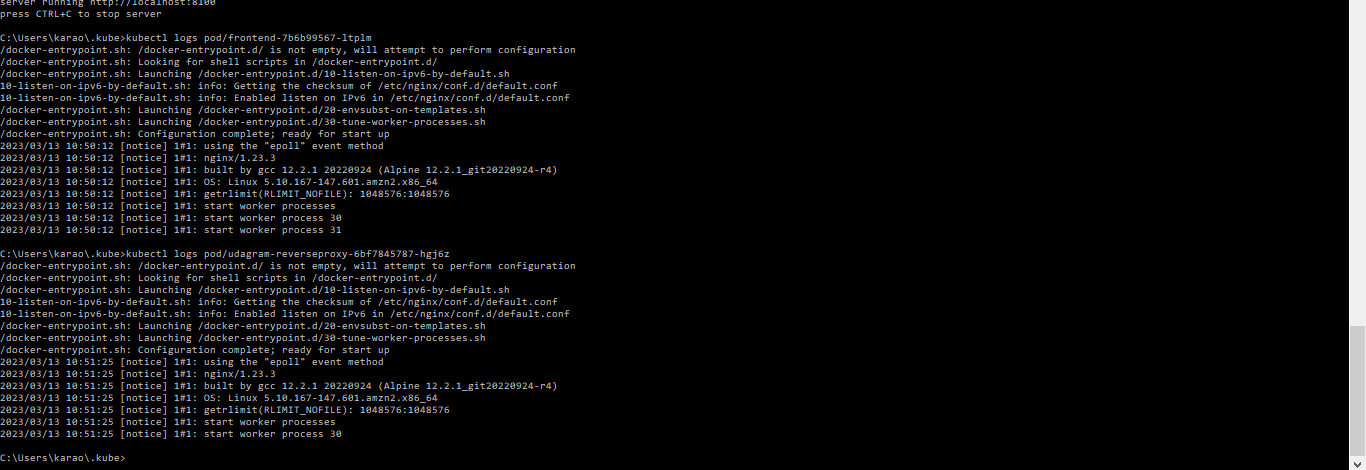 server running http://localhost:8100
press CTRL+C to stop server
C:\Users\karao\.kube>kubectl logs pod/frontend-7b6b99567-ltplm
/docker-entrypoint.sh: /docker-entrypoint.d/ is not empty, will attempt to perform configuration
/docker-entrypoint.sh: Looking for shell scripts in /docker-entrypoint.d/
/docker-entrypoint.sh: Launching /docker-entrypoint.d/10-listen-on-ipv6-by-default.sh
10-listen-on-ipv6-by-default.sh: info: Getting the checksum of /etc/nginx/conf.d/default.conf
10-listen-on-ipv6-by-default.sh: info: Enabled listen on IPv6 in /etc/nginx/conf.d/default.conf
/docker-entrypoint.sh: Launching /docker-entrypoint.d/20-envsubst-on-templates.sh
/docker-entrypoint.sh: Launching /docker-entrypoint.d/30-tune-worker-processes.sh
/docker-entrypoint.sh: Configuration complete; ready for start up
2023/03/13 10:50:12 [notice] 1#1: using the "epoll" event method
2023/03/13 10:50:12 [notice] 1#1: nginx/1.23.3
2023/03/13 10:50:12 [notice] 1#1: built by gcc 12.2.1 20220924 (Alpine 12.2.1_git20220924-r4)
2023/03/13 10:50:12 [notice] 1#1: OS: Linux 5.10.167-147.601.amzn2.x86_64
2023/03/13 10:50:12 [notice] 1#1: getrlimit(RLIMIT_NOFILE): 1048576:1048576
2023/03/13 10:50:12 [notice] 1#1: start worker processes
2023/03/13 10:50:12 [notice] 1#1: start worker process 30
2023/03/13 10:50:12 [notice] 1#1: start worker process 31
C:\Users\karao\.kube>kubectl logs pod/udagram-reverseproxy-6bf7845787-hgj6z
/docker-entrypoint.sh: /docker-entrypoint.d/ is not empty, will attempt to perform configuration
/docker-entrypoint.sh: Looking for shell scripts in /docker-entrypoint.d/
/docker-entrypoint.sh: Launching /docker-entrypoint.d/10-listen-on-ipv6-by-default.sh
10-listen-on-ipv6-by-default.sh: info: Getting the checksum of /etc/nginx/conf.d/default.conf
10-listen-on-ipv6-by-default.sh: info: Enabled listen on IPv6 in /etc/nginx/conf.d/default.conf
/docker-entrypoint.sh: Launching /docker-entrypoint.d/20-envsubst-on-templates.sh
/docker-entrypoint.sh: Launching /docker-entrypoint.d/30-tune-worker-processes.sh
/docker-entrypoint.sh: Configuration complete; ready for start up
2023/03/13 10:51:25 [notice] 1#1: using the "epoll" event method
2023/03/13 10:51:25 [notice] 1#1: nginx/1.23.3
2023/03/13 10:51:25 [notice] 1#1: built by gcc 12.2.1 20220924 (Alpine 12.2.1_git20220924-r4)
2023/03/13 10:51:25 [notice] 1#1: OS: Linux 5.10.167-147.601.amzn2.x86_64
2023/03/13 10:51:25 [notice] 1#1: getrlimit(RLIMIT_NOFILE): 1048576:1048576
2023/03/13 10:51:25 [notice] 1#1: start worker processes
2023/03/13 10:51:25 [notice] 1#1: start worker process 30
C:\Users\karao\.kube>